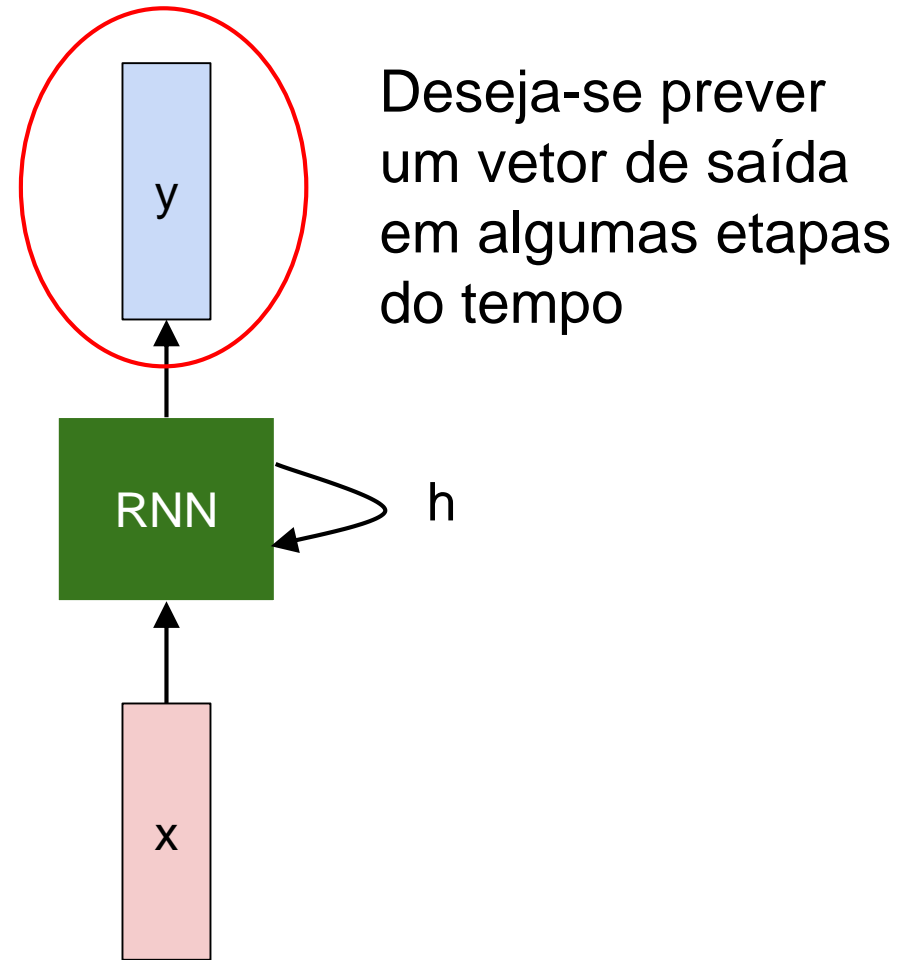 Deseja-se prever
um vetor de saída
em algumas etapas
do tempo
y
RNN
h
x